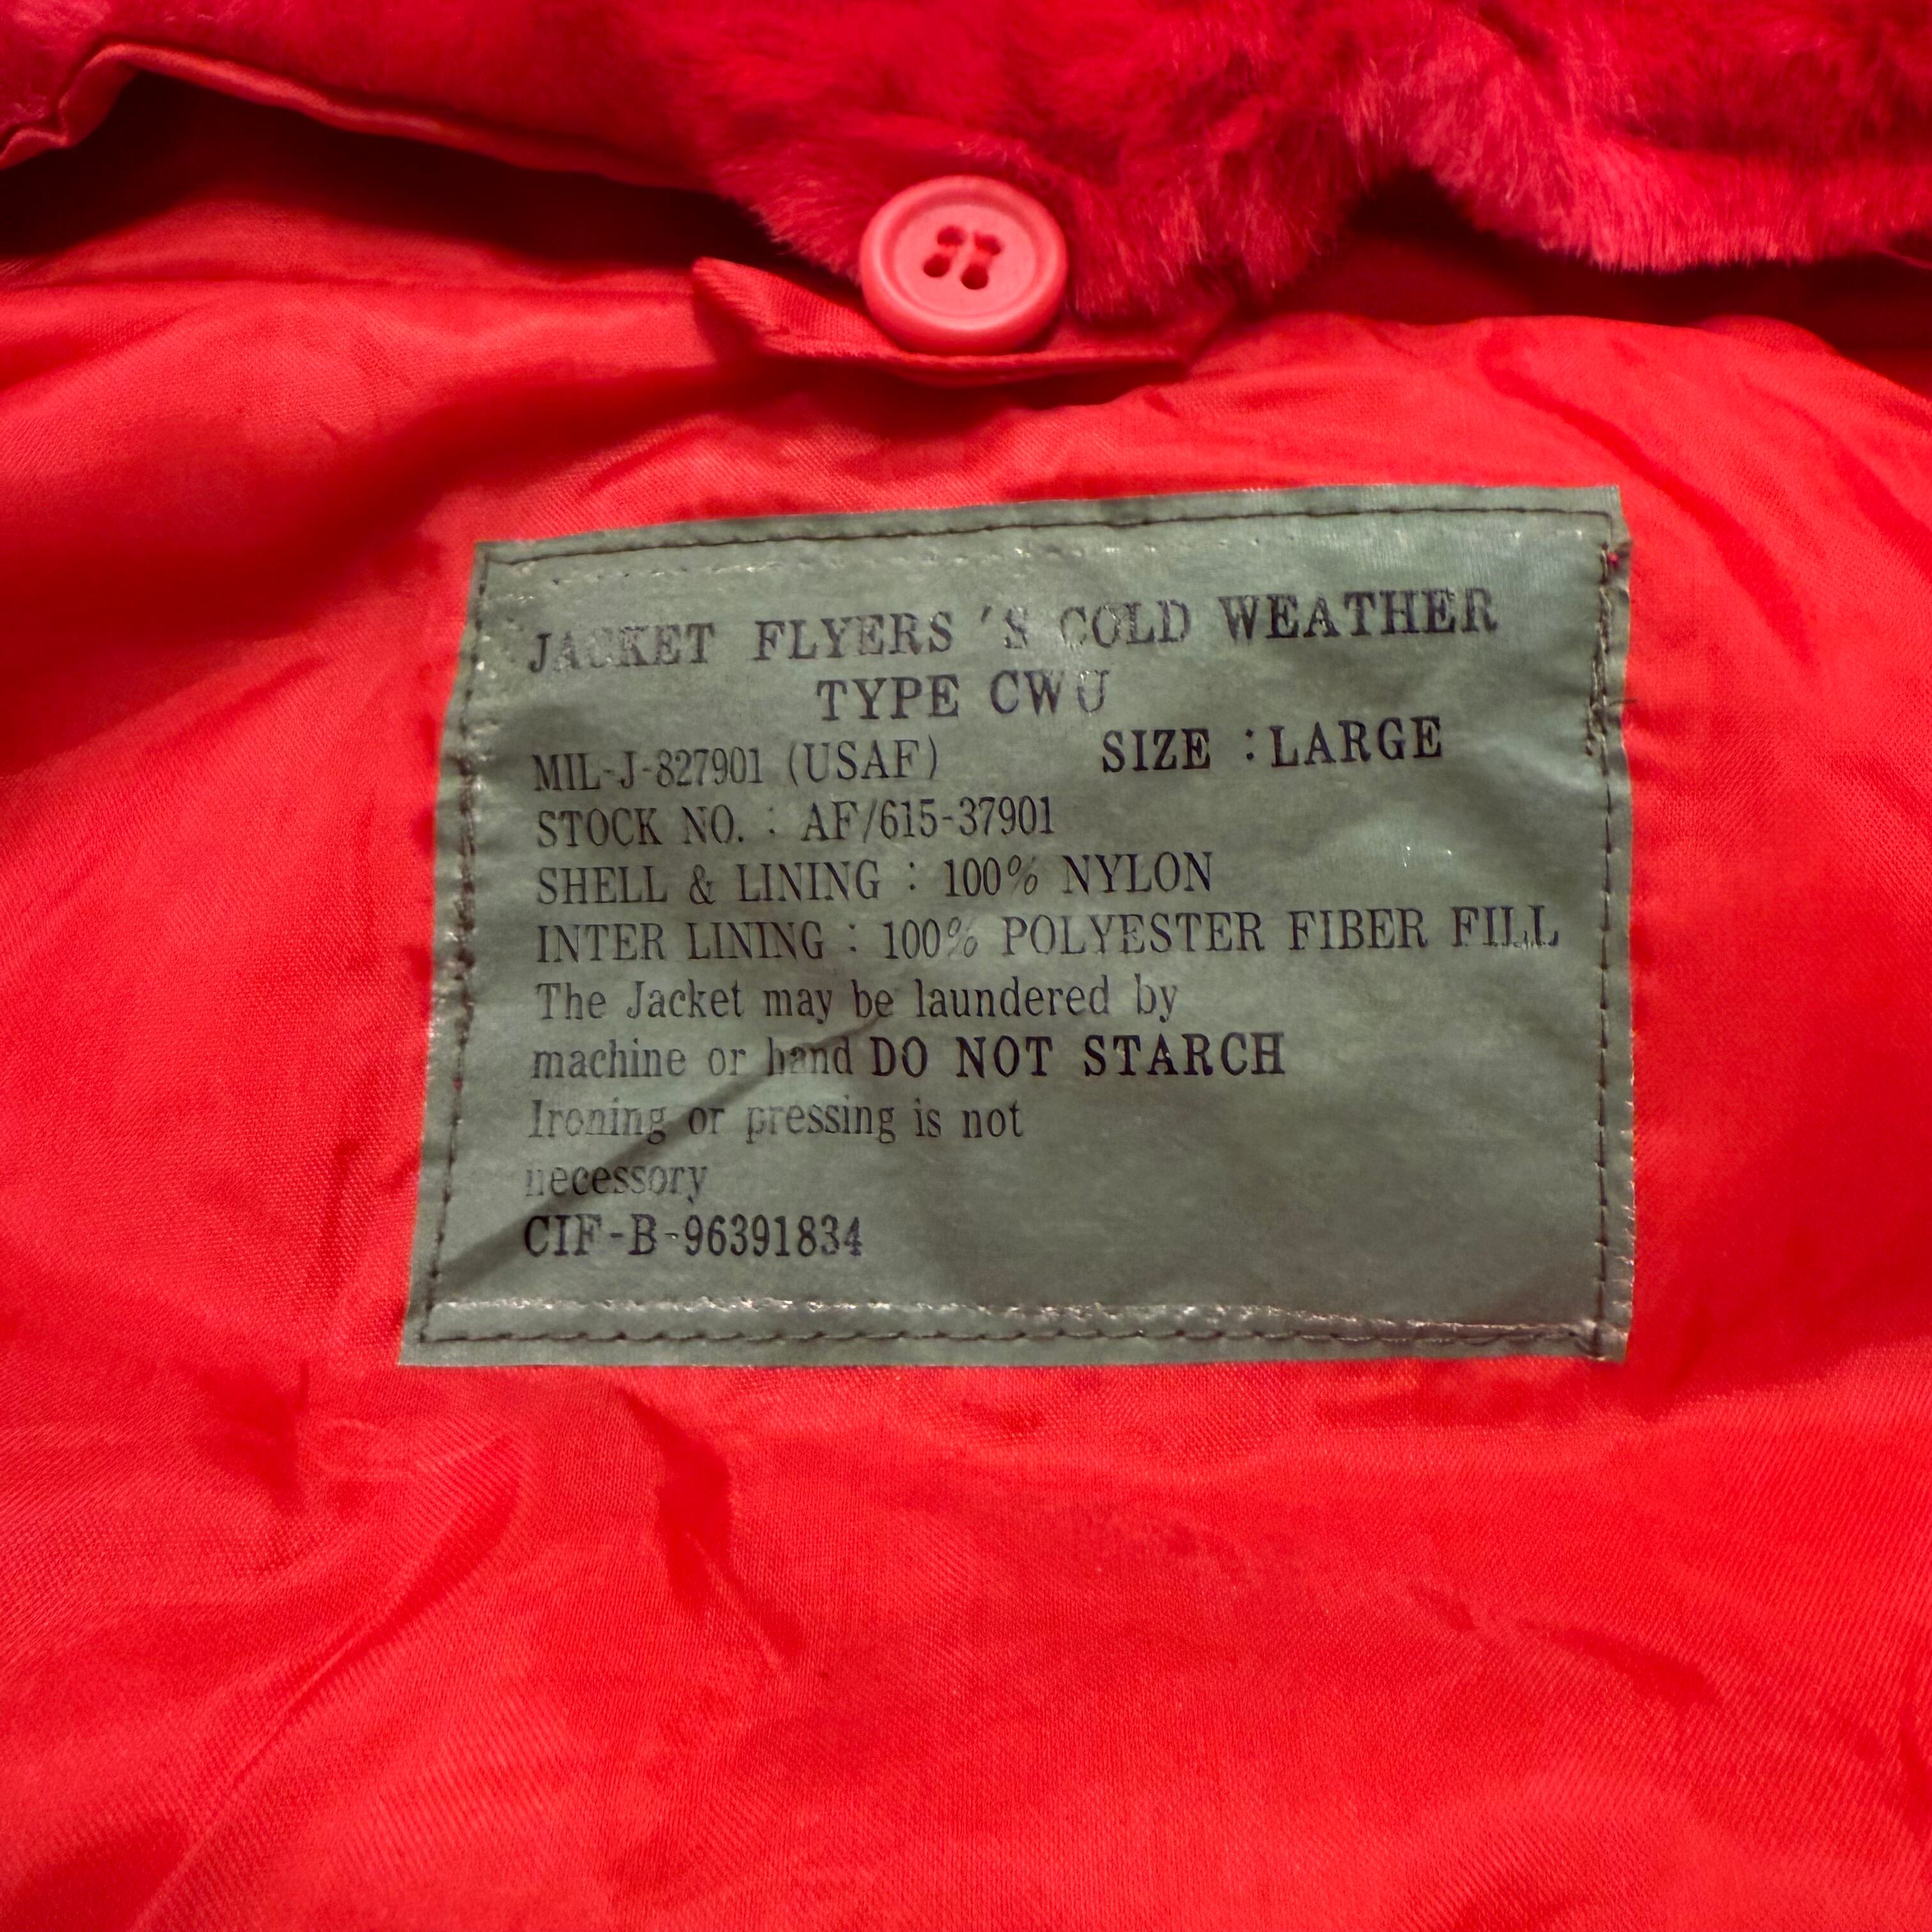 JACKET FLYERS 'S COLD WEATHER
TYPE CWU
MIL-J-827901 (USAF) SIZE : LARGE
STOCK NO. : AF/615-37901
SHELL & LINING : 100% NYLON
INTER LINING : 100% POLYESTER FIBER FILL
The Jacket may be laundered by
machine or hand DO NOT STARCH
Ironing or pressing is not
necessory
CIF-B-96391834